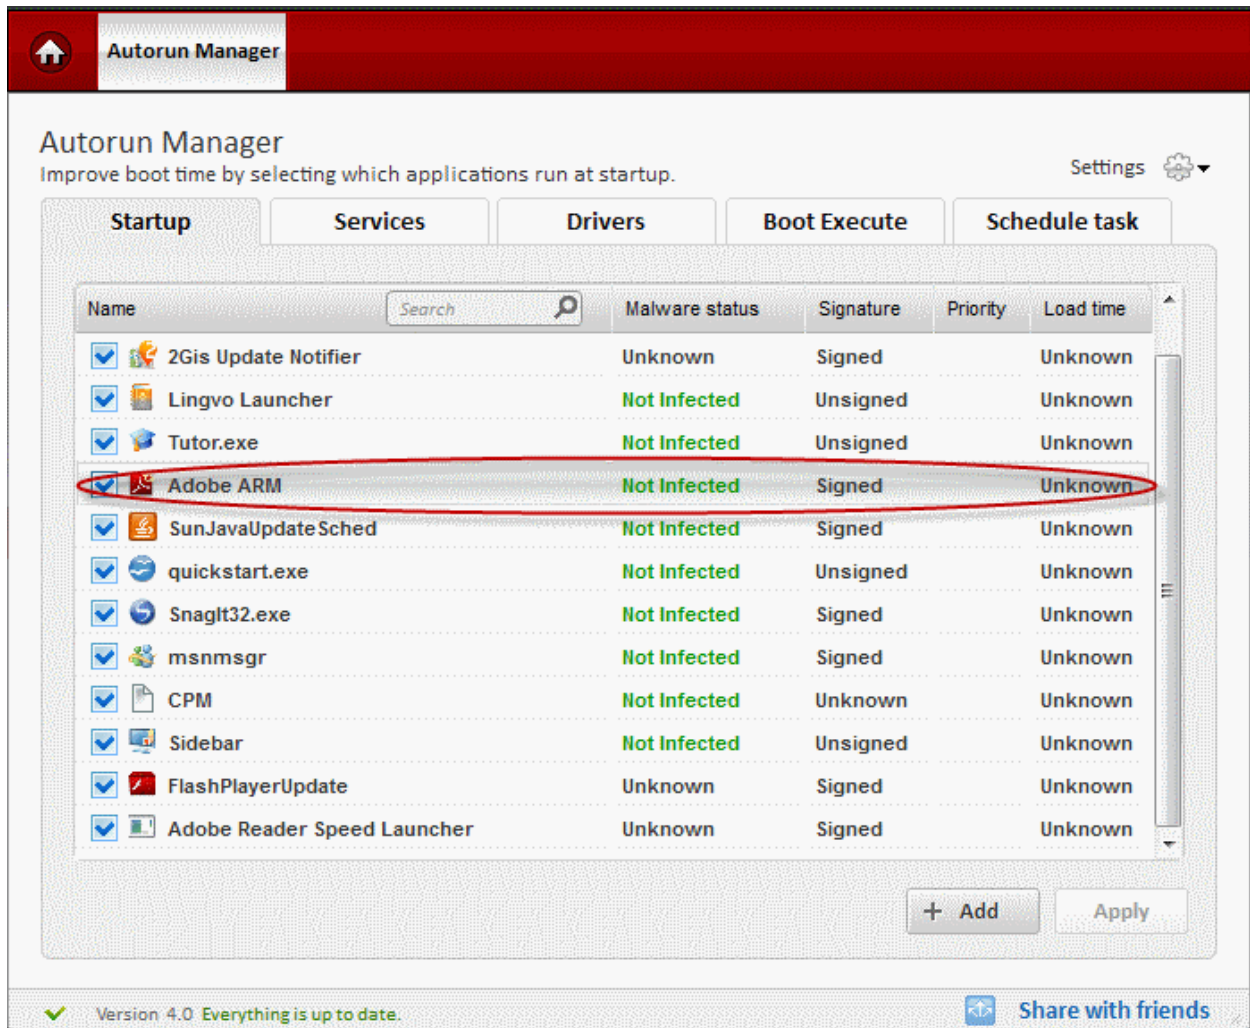 Autorun Manager
Autorun Manager
Improve boot time by selecting which applications run at startup.
Settings
Startup Services Drivers Boot Execute Schedule task
Name Search Malware status Signature Priority Load time
2Gis Update Notifier Unknown Signed Unknown
Lingvo Launcher Not Infected Unsigned Unknown
Tutor.exe Not Infected Unsigned Unknown
Adobe ARM Not Infected Signed Unknown
SunJavaUpdateSched Not Infected Signed Unknown
quickstart.exe Not Infected Unsigned Unknown
SnagIt32.exe Not Infected Signed Unknown
msnmsgr Not Infected Signed Unknown
CPM Not Infected Unknown Unknown
Sidebar Not Infected Unsigned Unknown
FlashPlayerUpdate Unknown Signed Unknown
Adobe Reader Speed Launcher Unknown Signed Unknown
+ Add Apply
Version 4.0 Everything is up to date. Share with friends